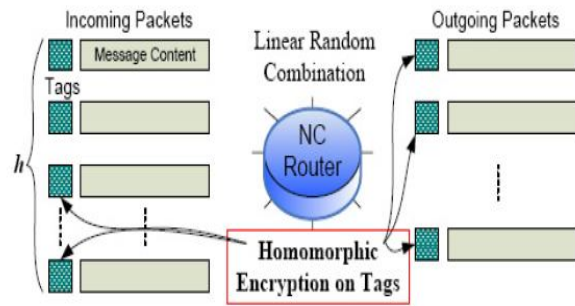 Incoming Packets
Message Content
Tags
h
Linear Random
Combination
NC
Router
Homomorphic
Encryption on Tags
Outgoing Packets